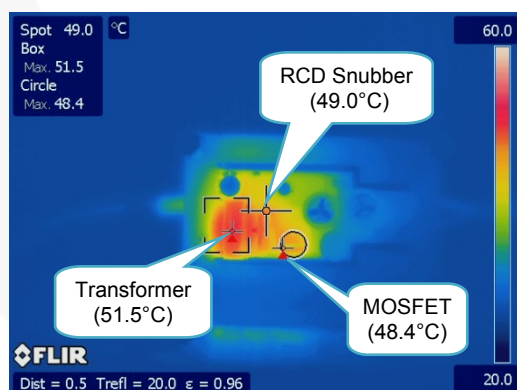 Spot 49.0 °C
Box
Max. 51.5
Circle
Max. 48.4
60.0
RCD Snubber
(49.0°C)
Transformer
(51.5°C)
MOSFET
(48.4°C)
FLIR
20.0
Dist = 0.5 Trefl = 20.0 ε = 0.96